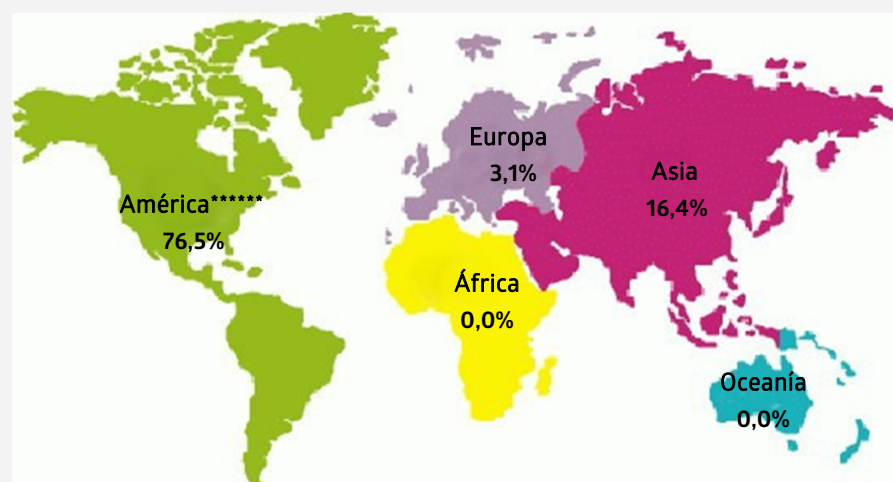 Europa
3,1%
Asia
16,4%
América******
76,5%
África
0,0%
Oceanía
0,0%